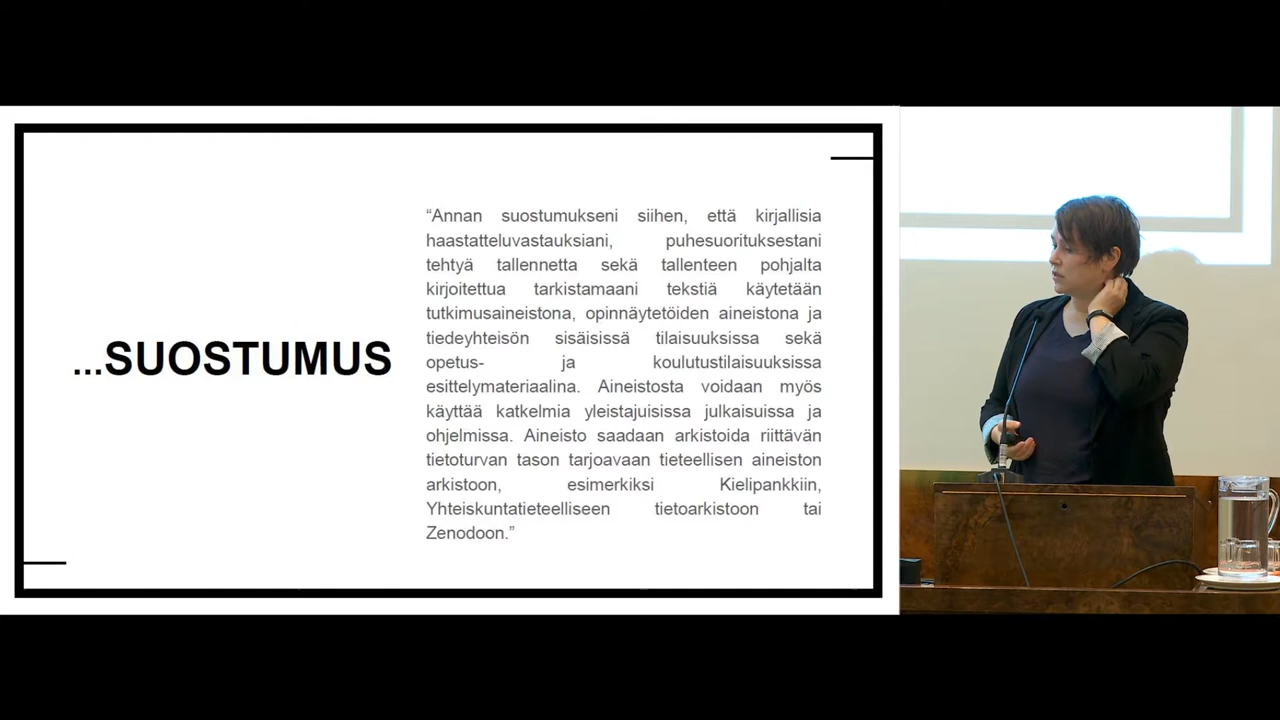 ...SUOSTUMUS
“Annan suostumukseni siihen, että kirjallisia
haastatteluvastauksiani, puhesuorituksestani
tehtyä tallennetta sekä tallenteen pohjalta
kirjoitettua tarkistamaani tekstiä käytetään
tutkimusaineistona, opinnäytetöiden aineistona ja
tiedeyhteisön sisäisissä tilaisuuksissa sekä
opetus- ja koulutustilaisuuksissa
esittelymateriaalina. Aineistosta voidaan myös
käyttää katkelmia yleistajuisissa julkaisuissa ja
ohjelmissa. Aineisto saadaan arkistoida riittävän
tietoturvan tason tarjoavaan tieteellisen aineiston
arkistoon, esimerkiksi Kielipankkiin,
Yhteiskuntatieteelliseen tietoarkistoon tai
Zenodoon.”